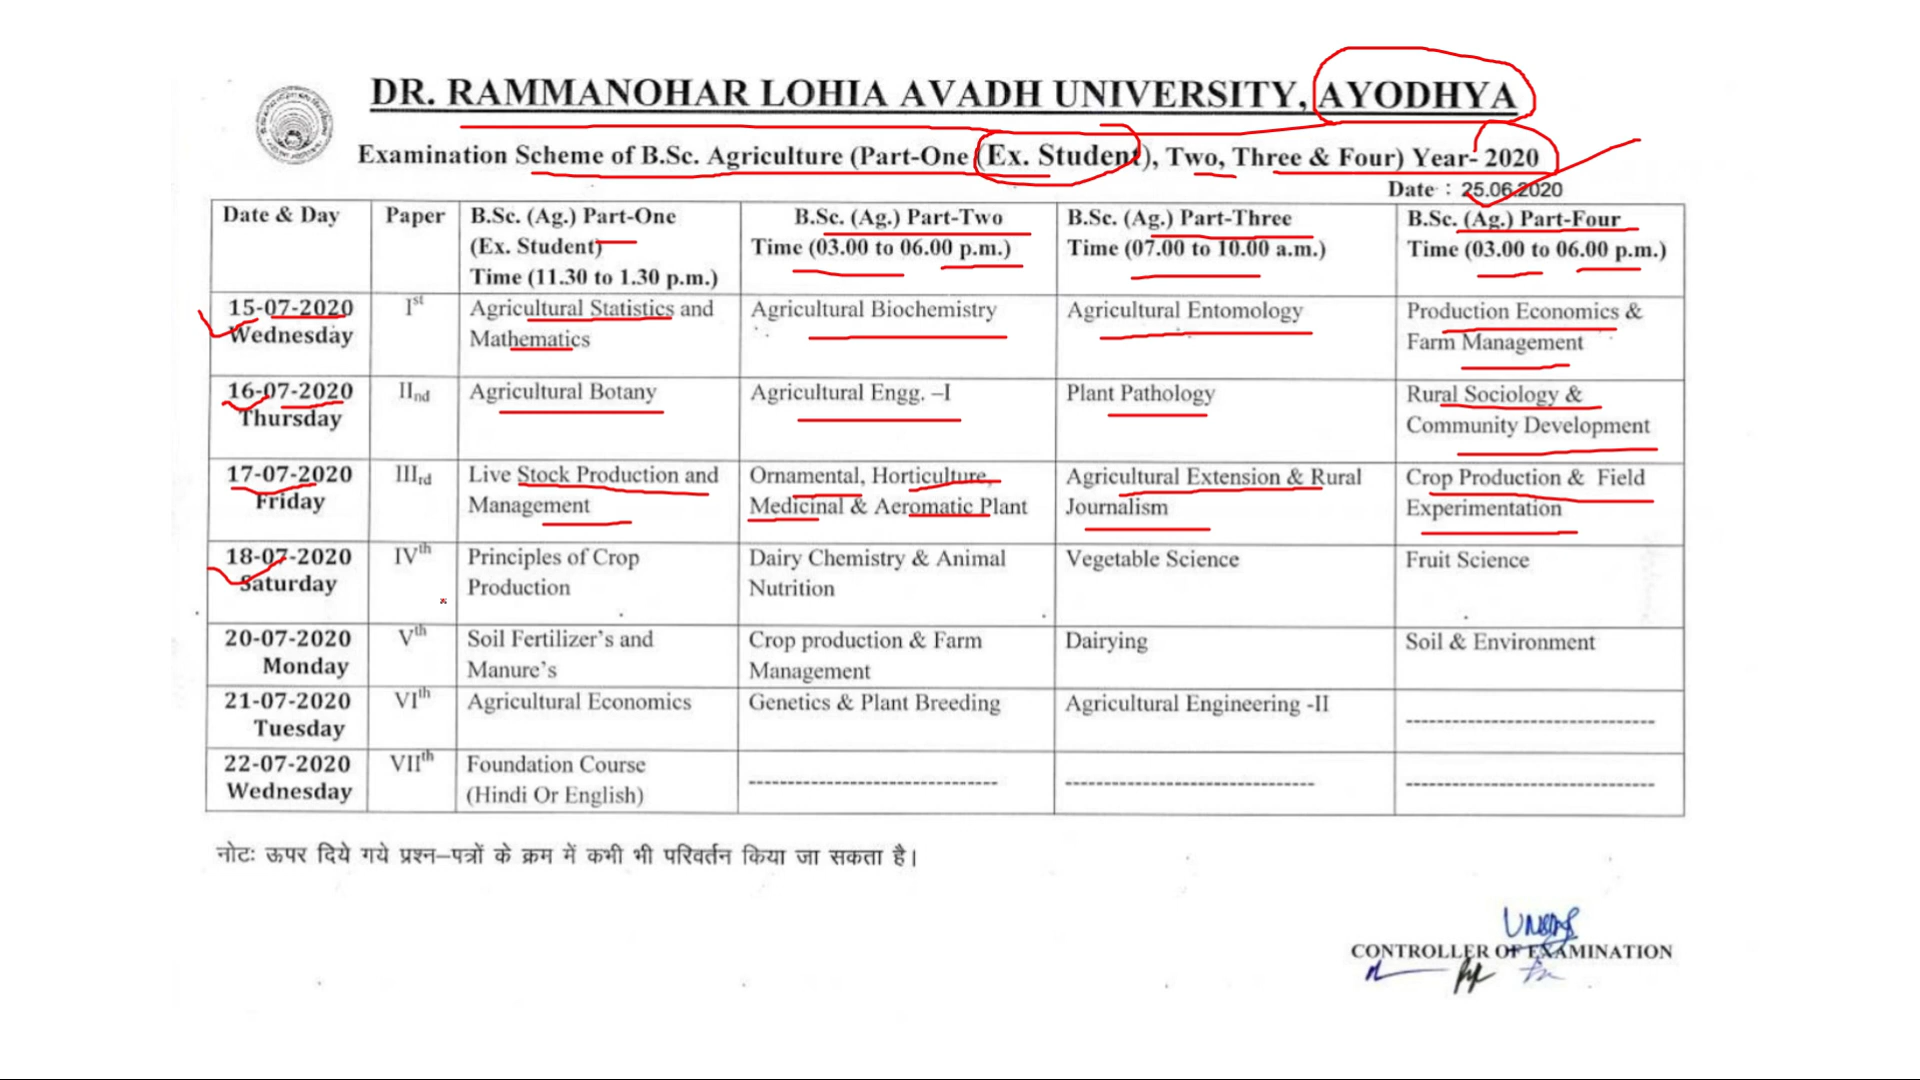 DR. RAMMANOHAR LOHIA AVADH UNIVERSITY, AYODHYA
Examination Scheme of B.Sc. Agriculture (Part-One (Ex. Student), Two, Three & Four) Year- 2020
Date : 25.06.2020
Date & Day Paper B.Sc. (Ag.) Part-One B.Sc. (Ag.) Part-Two B.Sc. (Ag.) Part-Three B.Sc. (Ag.) Part-Four
(Ex. Student) Time (03.00 to 06.00 p.m.) Time (07.00 to 10.00 a.m.) Time (03.00 to 06.00 p.m.)
Time (11.30 to 1.30 p.m.)
15-07-2020 Ist Agricultural Statistics and Agricultural Biochemistry Agricultural Entomology Production Economics &
Wednesday Mathematics Farm Management
16-07-2020 IInd Agricultural Botany Agricultural Engg. –I Plant Pathology Rural Sociology &
Thursday Community Development
17-07-2020 IIIrd Live Stock Production and Ornamental, Horticulture, Agricultural Extension & Rural Crop Production & Field
Friday Management Medicinal & Aeromatic Plant Journalism Experimentation
18-07-2020 IVth Principles of Crop Dairy Chemistry & Animal Vegetable Science Fruit Science
Saturday Production Nutrition
20-07-2020 Vth Soil Fertilizer's and Crop production & Farm Dairying Soil & Environment
Monday Manure's Management
21-07-2020 VIth Agricultural Economics Genetics & Plant Breeding Agricultural Engineering -II
Tuesday
22-07-2020 VIIth Foundation Course
Wednesday (Hindi Or English)
नोटः ऊपर दिये गये प्रश्न–पत्रों के क्रम में कभी भी परिवर्तन किया जा सकता है।
CONTROLLER OF EXAMINATION